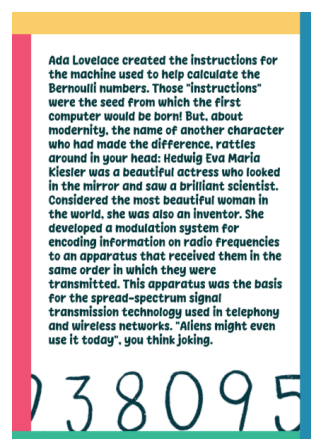 Ada Lovelace created the instructions for
the machine used to help calculate the
Bernoulli numbers. Those "instructions"
were the seed from which the first
computer would be born! But, about
modernity, the name of another character
who had made the difference, rattles
around in your head: Hedwig Eva Maria
Kiesler was a beautiful actress who looked
in the mirror and saw a brilliant scientist.
Considered the most beautiful woman in
the world, she was also an inventor. She
developed a modulation system for
encoding information on radio frequencies
to an apparatus that received them in the
same order in which they were
transmitted. This apparatus was the basis
for the spread-spectrum signal
transmission technology used in telephony
and wireless networks. "Aliens might even
use it today", you think joking.
938095